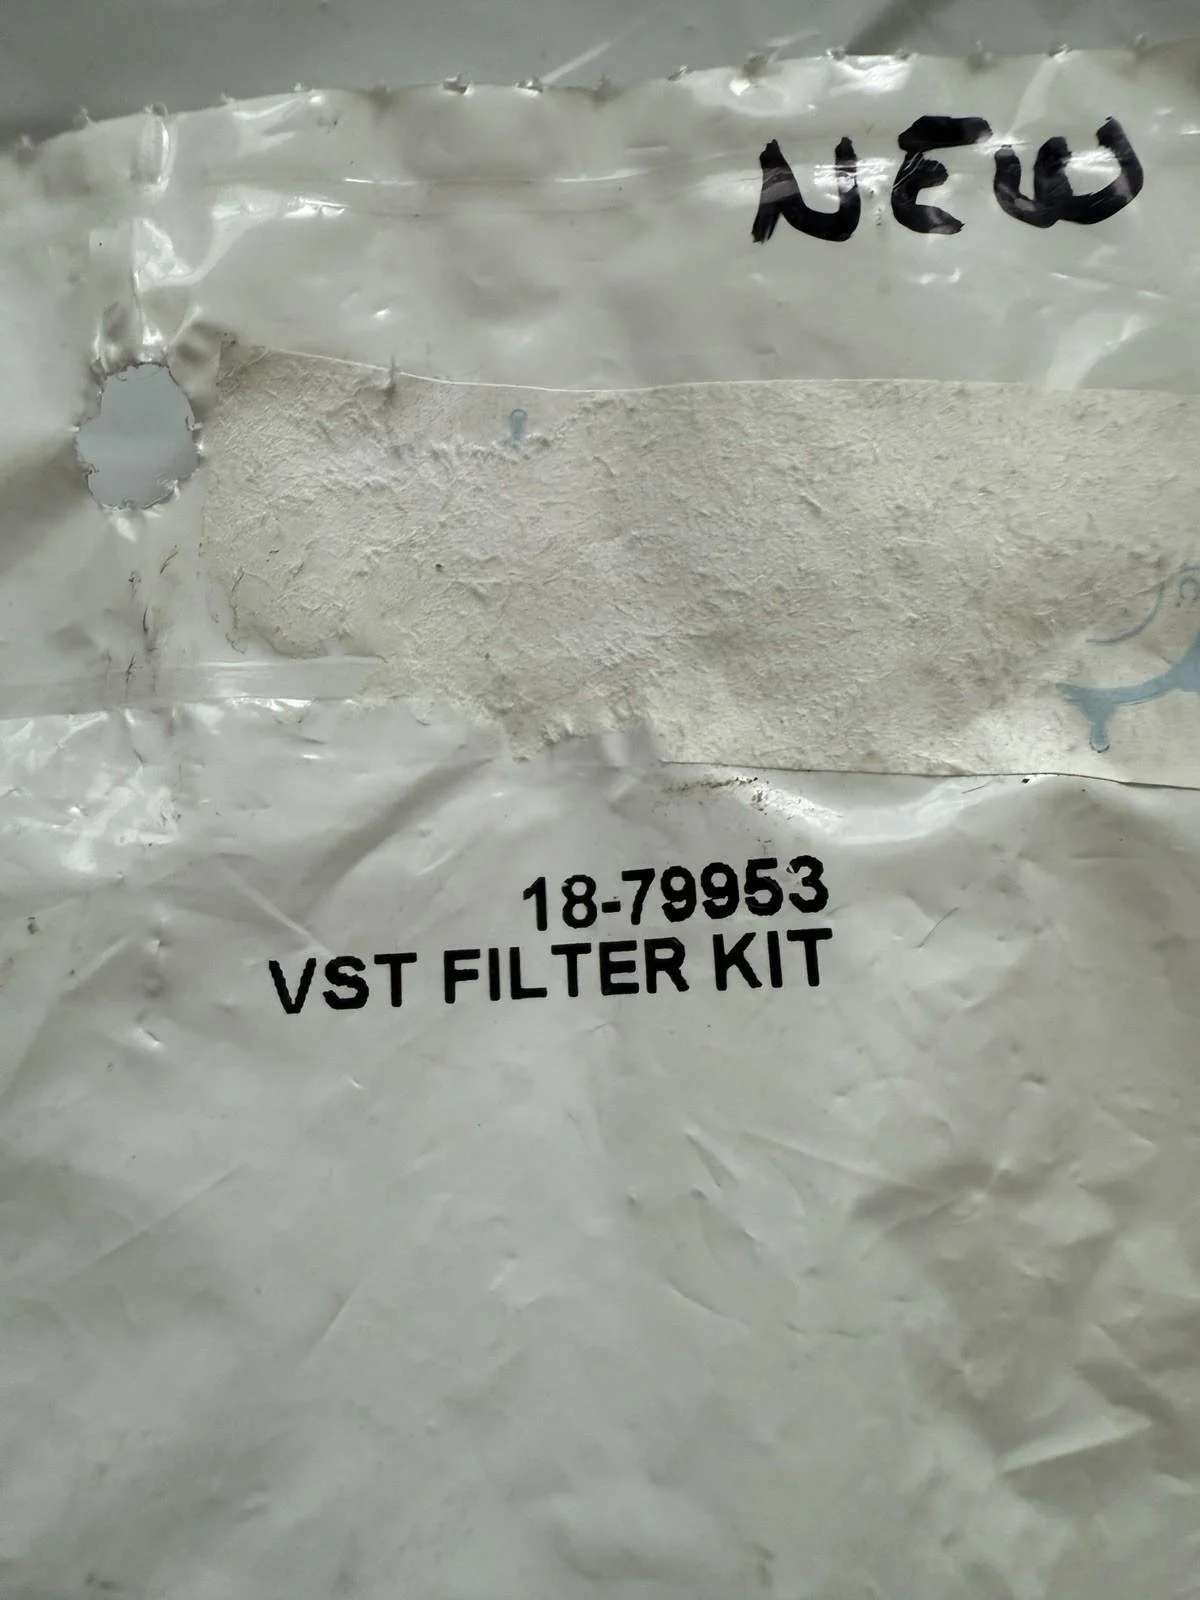 NEW
18-79953
VST FILTER KIT